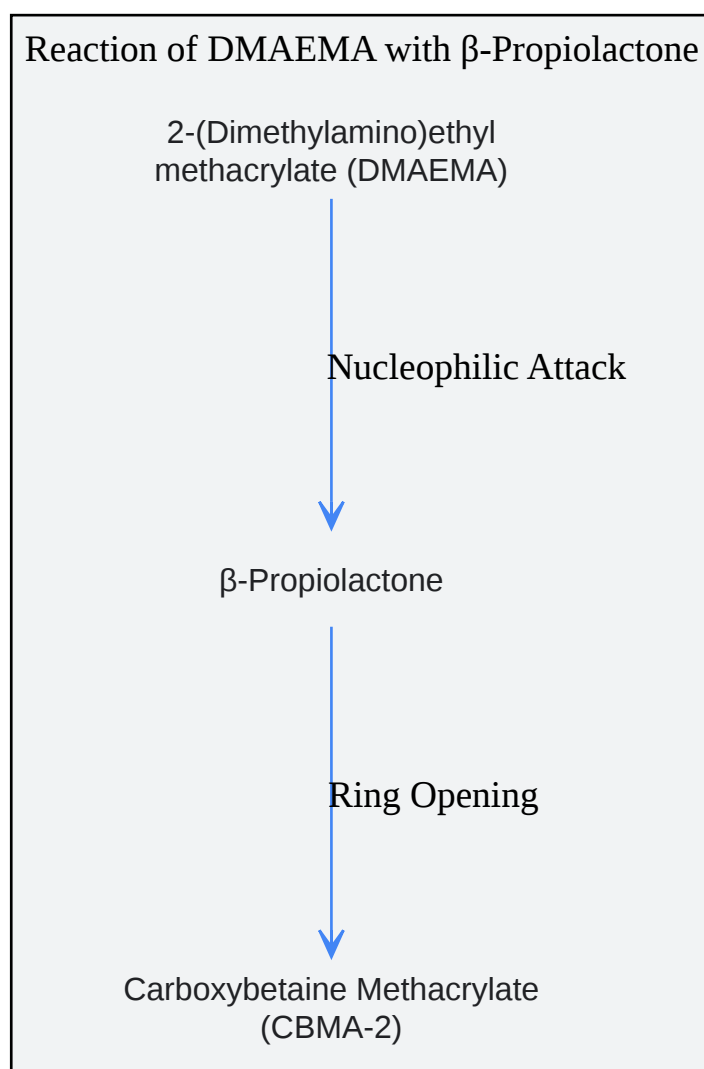 Reaction of DMAEMA with β-Propiolactone
2-(Dimethylamino)ethyl
methacrylate (DMAEMA)
Nucleophilic Attack
β-Propiolactone
Ring Opening
Carboxybetaine Methacrylate
(CBMA-2)